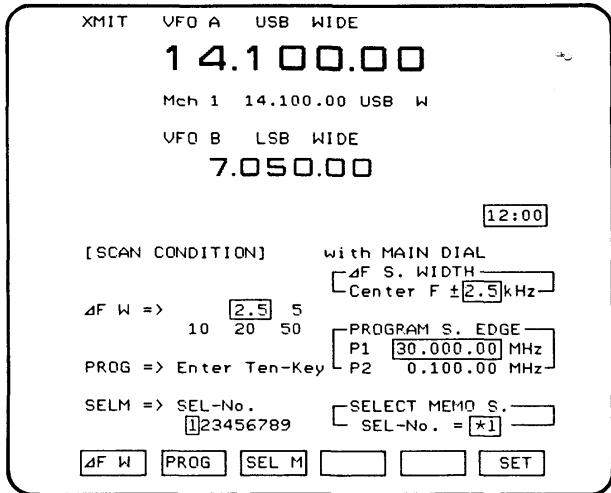 XMIT VFO A USB WIDE
14.100.00
Mch 1 14.100.00 USB W
VFO B LSB WIDE
7.050.00
12:00
[SCAN CONDITION] with MAIN DIAL
⊿F S. WIDTH
Center F ±2.5kHz
⊿F W => 2.5 5
10 20 50
PROGRAM S. EDGE
P1 30.000.00 MHz
PROG => Enter Ten-Key P2 0.100.00 MHz
SELM => SEL-No. SELECT MEMO S.
123456789 SEL-No. = *1
⊿F W PROG SEL M SET